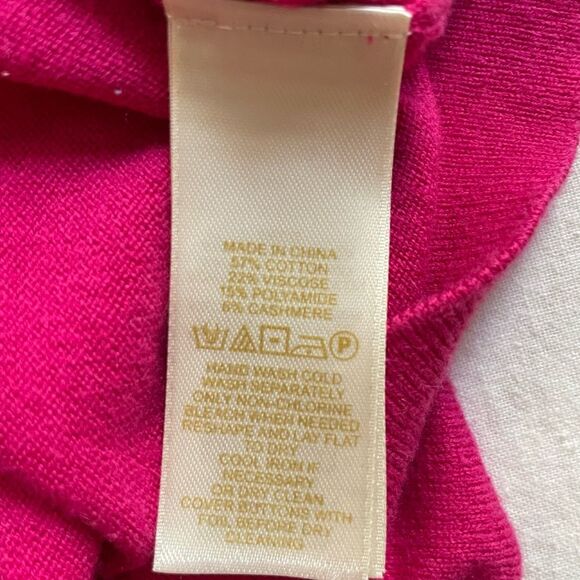 MADE IN CHINA
57% COTTON
22% VISCOSE
15% POLYAMIDE
6% CASHMERE
P
HAND WASH COLD
WASH SEPARATELY
ONLY NON-CHLORINE
BLEACH WHEN NEEDED
RESHAPE AND LAY FLAT
TO DRY
COOL IRON IF
NECESSARY
OR DRY CLEAN
COVER BUTTONS WITH
FOIL BEFORE DRY
CLEANING